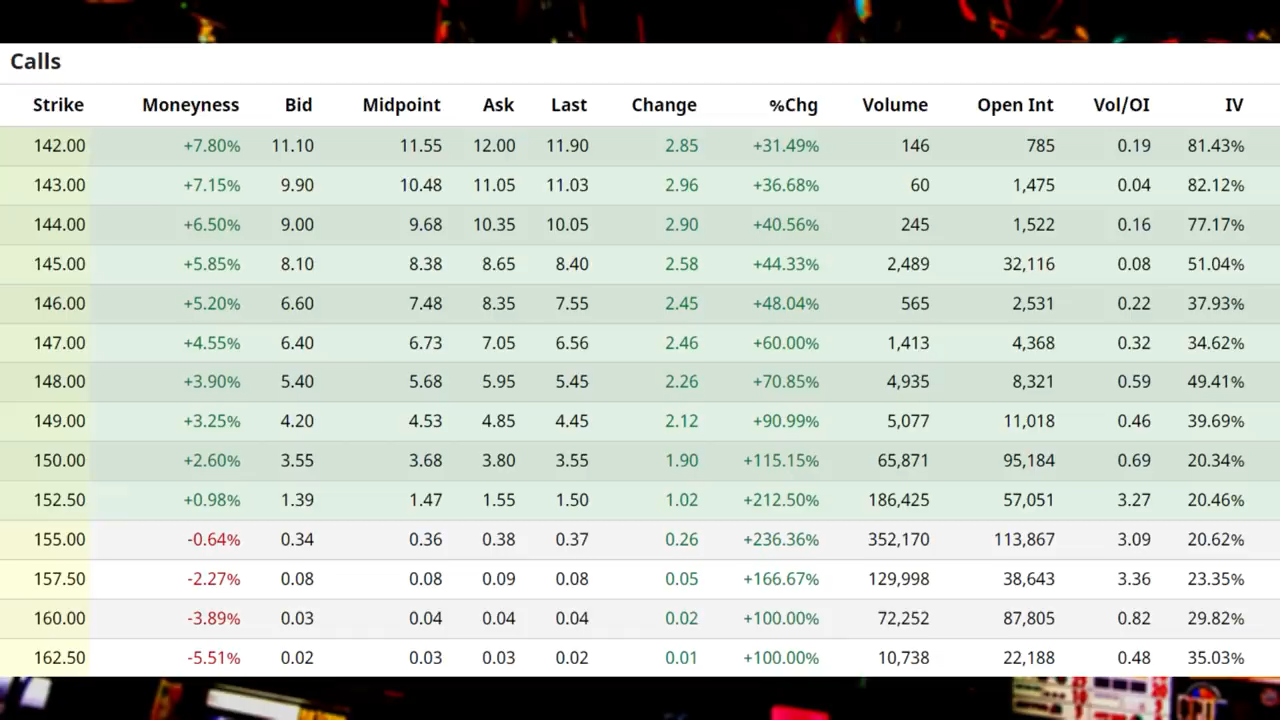 Calls
Strike Moneyness Bid Midpoint Ask Last Change %Chg Volume Open Int Vol/OI IV
142.00 +7.80% 11.10 11.55 12.00 11.90 2.85 +31.49% 146 785 0.19 81.43%
143.00 +7.15% 9.90 10.48 11.05 11.03 2.96 +36.68% 60 1,475 0.04 82.12%
144.00 +6.50% 9.00 9.68 10.35 10.05 2.90 +40.56% 245 1,522 0.16 77.17%
145.00 +5.85% 8.10 8.38 8.65 8.40 2.58 +44.33% 2,489 32,116 0.08 51.04%
146.00 +5.20% 6.60 7.48 8.35 7.55 2.45 +48.04% 565 2,531 0.22 37.93%
147.00 +4.55% 6.40 6.73 7.05 6.56 2.46 +60.00% 1,413 4,368 0.32 34.62%
148.00 +3.90% 5.40 5.68 5.95 5.45 2.26 +70.85% 4,935 8,321 0.59 49.41%
149.00 +3.25% 4.20 4.53 4.85 4.45 2.12 +90.99% 5,077 11,018 0.46 39.69%
150.00 +2.60% 3.55 3.68 3.80 3.55 1.90 +115.15% 65,871 95,184 0.69 20.34%
152.50 +0.98% 1.39 1.47 1.55 1.50 1.02 +212.50% 186,425 57,051 3.27 20.46%
155.00 -0.64% 0.34 0.36 0.38 0.37 0.26 +236.36% 352,170 113,867 3.09 20.62%
157.50 -2.27% 0.08 0.08 0.09 0.08 0.05 +166.67% 129,998 38,643 3.36 23.35%
160.00 -3.89% 0.03 0.04 0.04 0.04 0.02 +100.00% 72,252 87,805 0.82 29.82%
162.50 -5.51% 0.02 0.03 0.03 0.02 0.01 +100.00% 10,738 22,188 0.48 35.03%